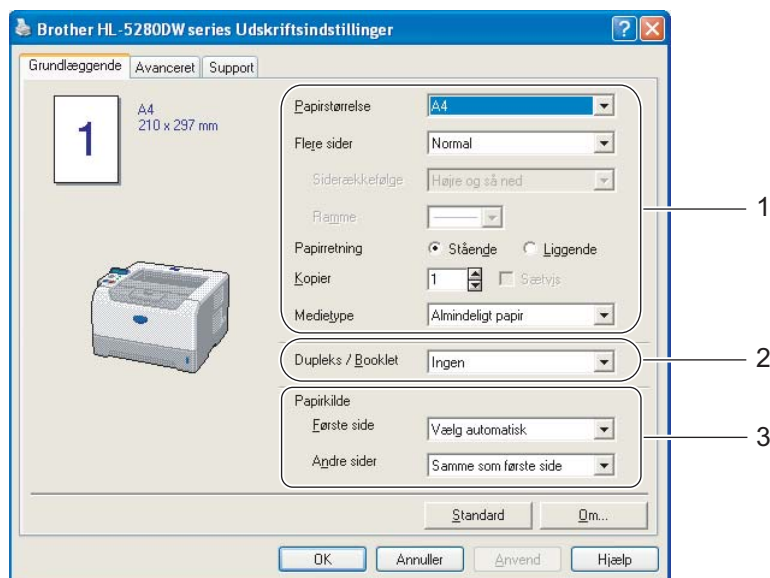 Brother HL-5280DW series Udskriftsindstillinger
Grundlæggende Avanceret Support
1
A4
210 x 297 mm
Papirstørrelse A4
Flere sider Normal
Siderækkefølge Højre og så ned
Ramme
Papirretning Stående Liggende
Kopier 1 Sætvis
Medietype Almindeligt papir
1
Dupleks / Booklet Ingen
2
Papirkilde
Første side Vælg automatisk
3
Andre sider Samme som første side
Standard Om...
OK Annuller Anvend Hjælp